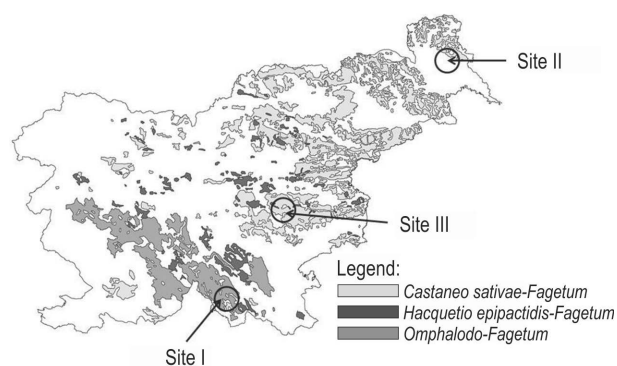 Site II
Site III
Legend:
Castaneo sativae-Fagetum
Hacquetio epipactidis-Fagetum
Omphalodo-Fagetum
Site I